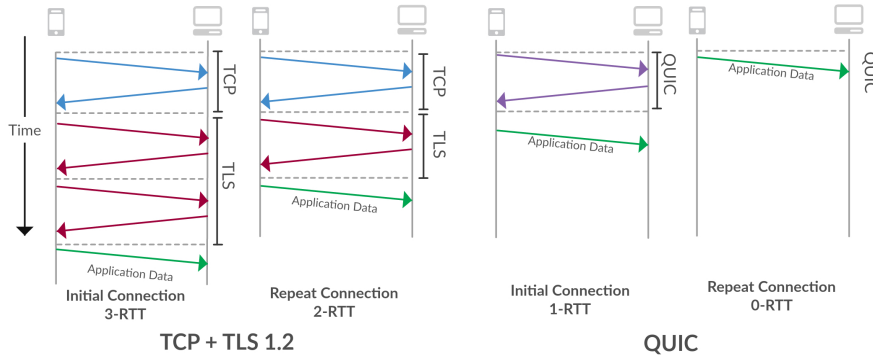 Time
TCP
TLS
Application Data
Initial Connection
3-RTT
TCP
TLS
Application Data
Repeat Connection
2-RTT
TCP + TLS 1.2
QUIC
Application Data
Initial Connection
1-RTT
QUIC
Application Data
Repeat Connection
0-RTT
QUIC